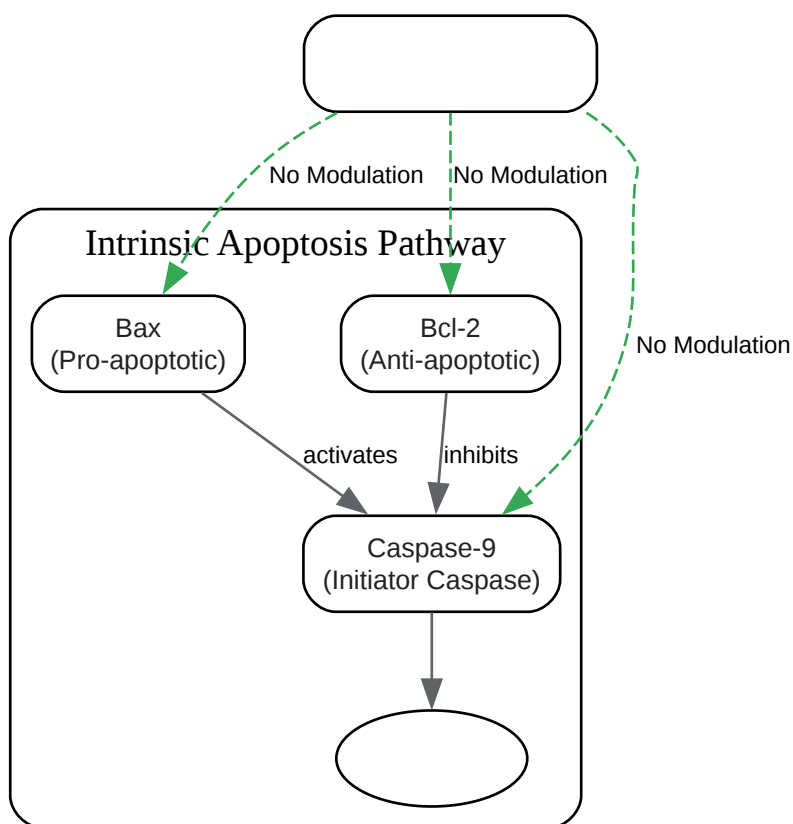 No Modulation
No Modulation
Intrinsic Apoptosis Pathway
Bax
(Pro-apoptotic)
Bcl-2
(Anti-apoptotic)
No Modulation
activates
inhibits
Caspase-9
(Initiator Caspase)